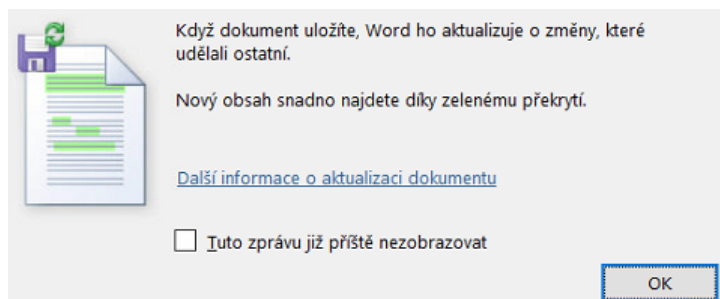 Když dokument uložíte, Word ho aktualizuje o změny, které
udělali ostatní.
Nový obsah snadno najdete díky zelenému překrytí.
Další informace o aktualizaci dokumentu
Tuto zprávu již příště nezobrazovat
OK